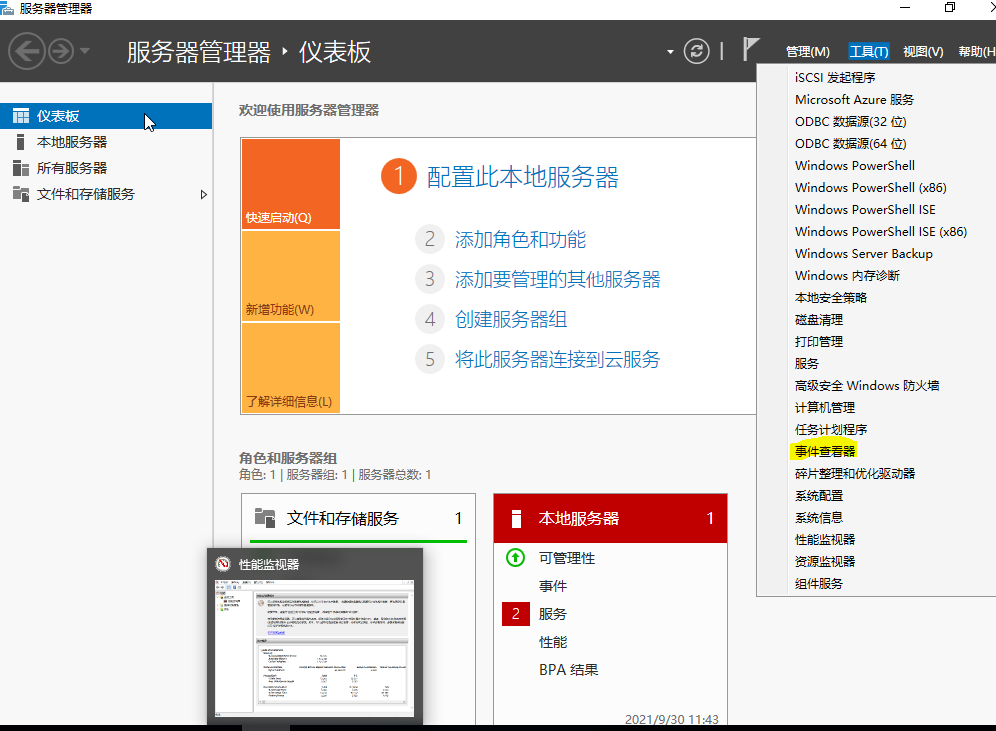 服务器管理器
服务器管理器 · 仪表板
管理(M) 工具(T) 视图(V) 帮助(H
仪表板
本地服务器
所有服务器
文件和存储服务
欢迎使用服务器管理器
快速启动(Q)
新增功能(W)
了解详细信息(L)
1 配置此本地服务器
2 添加角色和功能
3 添加要管理的其他服务器
4 创建服务器组
5 将此服务器连接到云服务
iSCSI 发起程序
Microsoft Azure 服务
ODBC 数据源(32 位)
ODBC 数据源(64 位)
Windows PowerShell
Windows PowerShell (x86)
Windows PowerShell ISE
Windows PowerShell ISE (x86)
Windows Server Backup
Windows 内存诊断
本地安全策略
磁盘清理
打印管理
服务
高级安全 Windows 防火墙
计算机管理
任务计划程序
事件查看器
碎片整理和优化驱动器
系统配置
系统信息
性能监视器
资源监视器
组件服务
角色和服务器组
角色: 1 | 服务器组: 1 | 服务器总数: 1
文件和存储服务 1
本地服务器 1
可管理性
事件
2 服务
性能
BPA 结果
2021/9/30 11:43
性能监视器